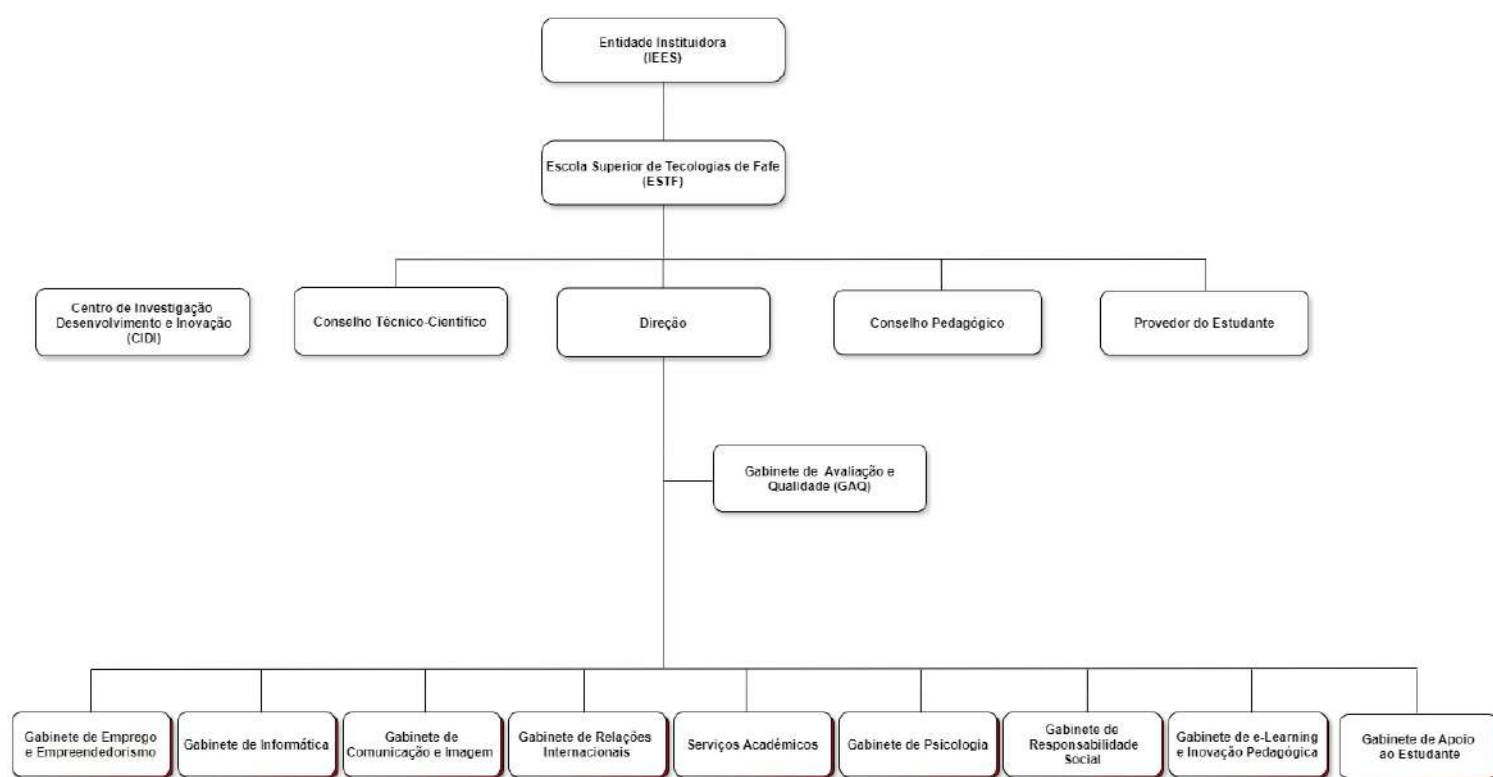 Entidade Instituidora
(IEES)
Escola Superior de Tecologias de Fafe
(ESTF)
Centro de Investigação
Desenvolvimento e Inovação
(CIDI)
Conselho Técnico-Científico
Direção
Conselho Pedagógico
Provedor do Estudante
Gabinete de Avaliação e
Qualidade (GAQ)
Gabinete de Emprego
e Empreendedorismo
Gabinete de Informática
Gabinete de
Comunicação e Imagem
Gabinete de Relações
Internacionais
Serviços Académicos
Gabinete de Psicologia
Gabinete de
Responsabilidade
Social
Gabinete de e-Learning
e Inovação Pedagógica
Gabinete de Apoio
ao Estudante